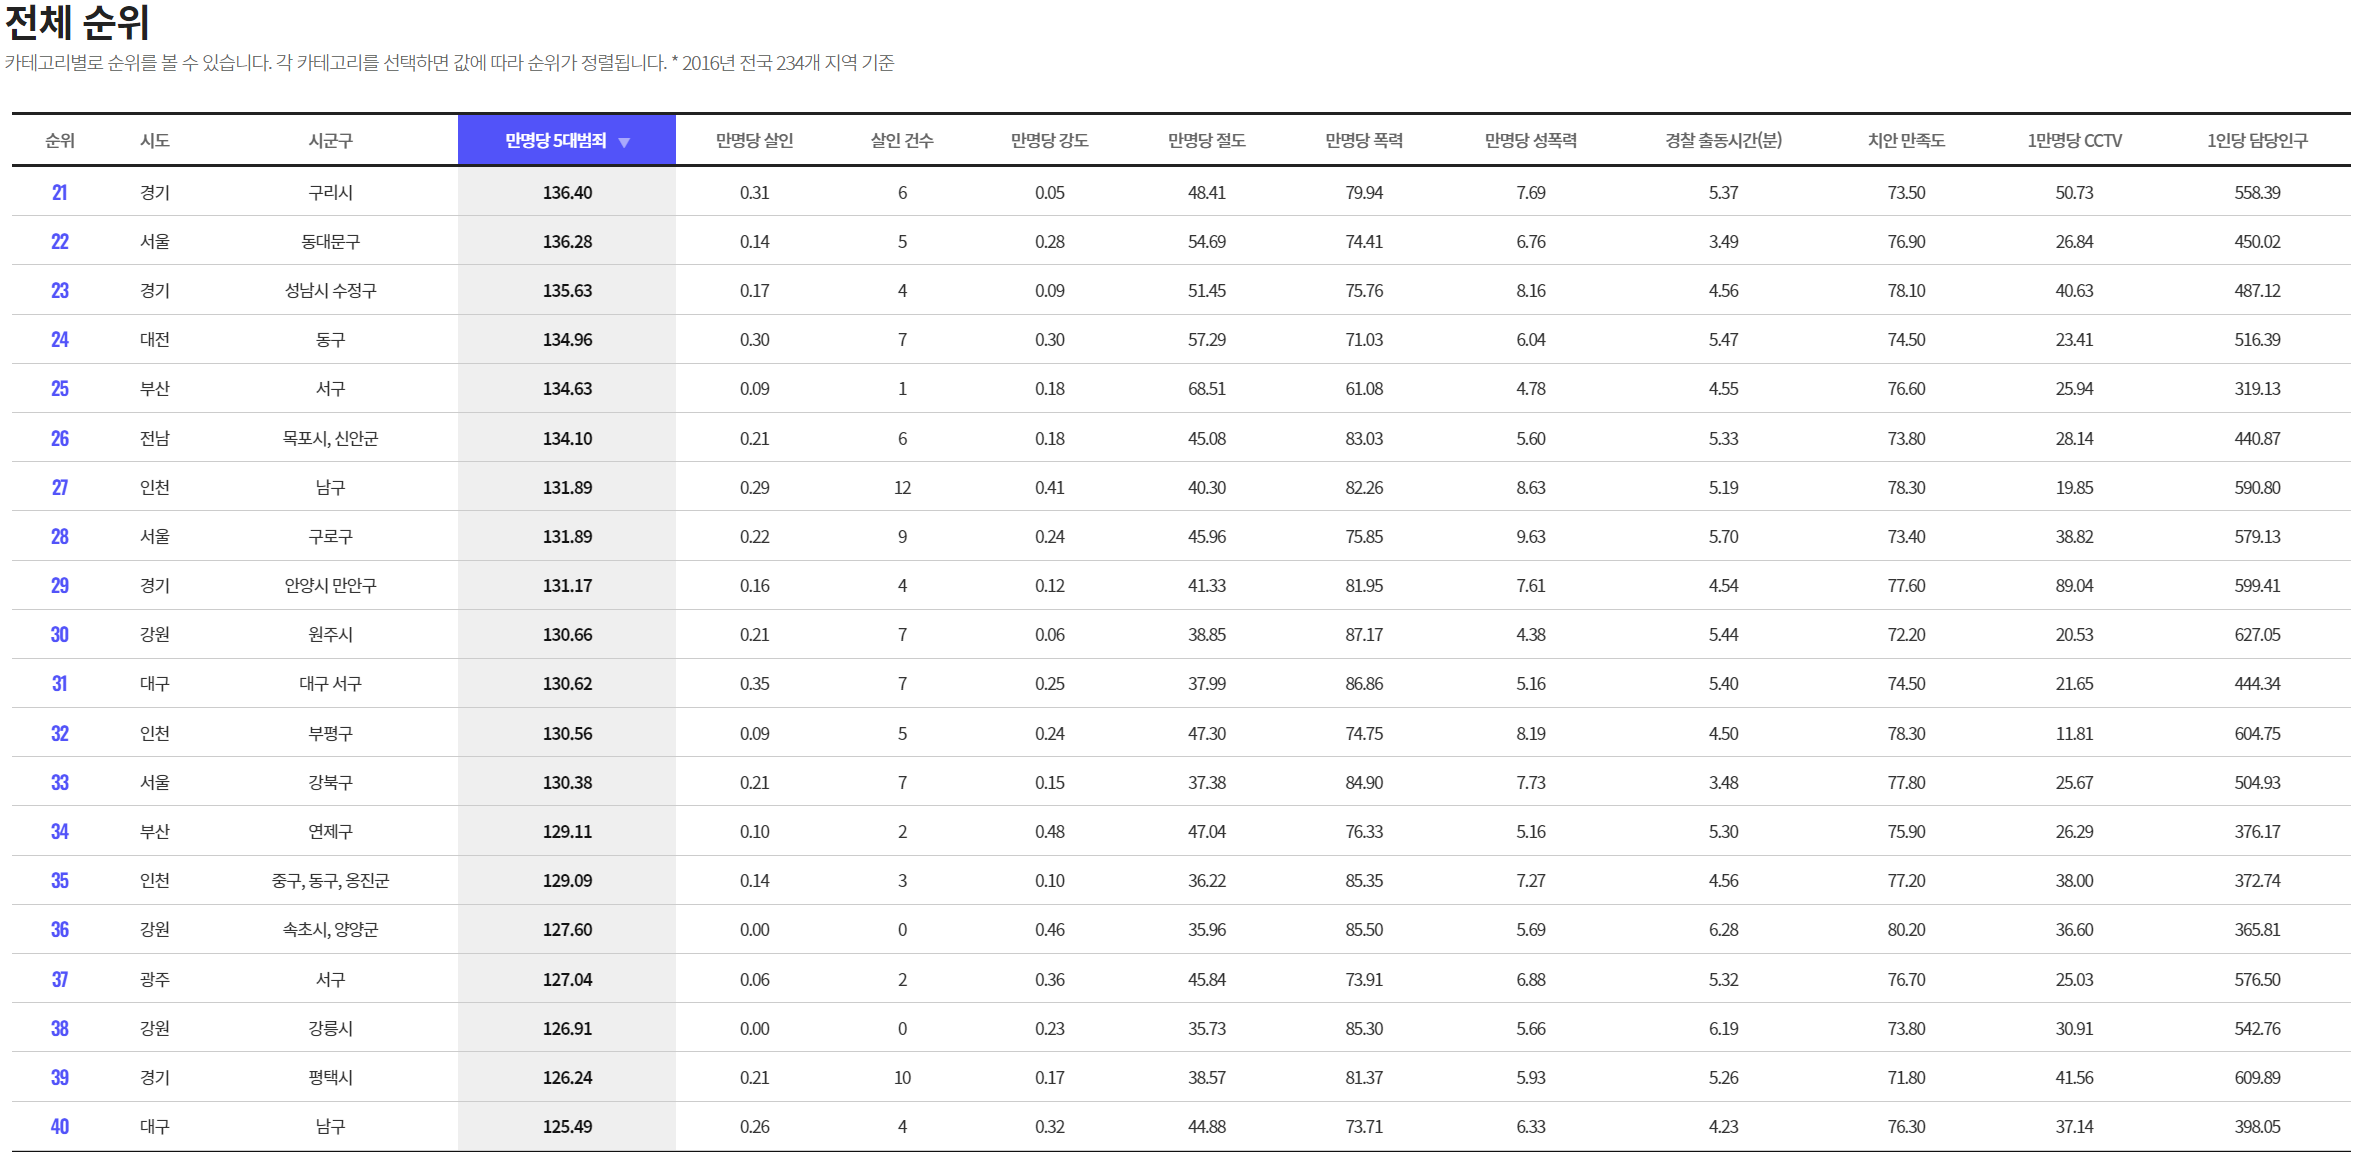 전체 순위
카테고리별로 순위를 볼 수 있습니다. 각 카테고리를 선택하면 값에 따라 순위가 정렬됩니다. * 2016년 전국 234개 지역 기준
순위 시도 시군구 만명당 5대범죄 ▼ 만명당 살인 살인 건수 만명당 강도 만명당 절도 만명당 폭력 만명당 성폭력 경찰 출동시간(분) 치안 만족도 1만명당 CCTV 1인당 담당인구
21 경기 구리시 136.40 0.31 6 0.05 48.41 79.94 7.69 5.37 73.50 50.73 558.39
22 서울 동대문구 136.28 0.14 5 0.28 54.69 74.41 6.76 3.49 76.90 26.84 450.02
23 경기 성남시 수정구 135.63 0.17 4 0.09 51.45 75.76 8.16 4.56 78.10 40.63 487.12
24 대전 동구 134.96 0.30 7 0.30 57.29 71.03 6.04 5.47 74.50 23.41 516.39
25 부산 서구 134.63 0.09 1 0.18 68.51 61.08 4.78 4.55 76.60 25.94 319.13
26 전남 목포시, 신안군 134.10 0.21 6 0.18 45.08 83.03 5.60 5.33 73.80 28.14 440.87
27 인천 남구 131.89 0.29 12 0.41 40.30 82.26 8.63 5.19 78.30 19.85 590.80
28 서울 구로구 131.89 0.22 9 0.24 45.96 75.85 9.63 5.70 73.40 38.82 579.13
29 경기 안양시 만안구 131.17 0.16 4 0.12 41.33 81.95 7.61 4.54 77.60 89.04 599.41
30 강원 원주시 130.66 0.21 7 0.06 38.85 87.17 4.38 5.44 72.20 20.53 627.05
31 대구 대구 서구 130.62 0.35 7 0.25 37.99 86.86 5.16 5.40 74.50 21.65 444.34
32 인천 부평구 130.56 0.09 5 0.24 47.30 74.75 8.19 4.50 78.30 11.81 604.75
33 서울 강북구 130.38 0.21 7 0.15 37.38 84.90 7.73 3.48 77.80 25.67 504.93
34 부산 연제구 129.11 0.10 2 0.48 47.04 76.33 5.16 5.30 75.90 26.29 376.17
35 인천 중구, 동구, 옹진군 129.09 0.14 3 0.10 36.22 85.35 7.27 4.56 77.20 38.00 372.74
36 강원 속초시, 양양군 127.60 0.00 0 0.46 35.96 85.50 5.69 6.28 80.20 36.60 365.81
37 광주 서구 127.04 0.06 2 0.36 45.84 73.91 6.88 5.32 76.70 25.03 576.50
38 강원 강릉시 126.91 0.00 0 0.23 35.73 85.30 5.66 6.19 73.80 30.91 542.76
39 경기 평택시 126.24 0.21 10 0.17 38.57 81.37 5.93 5.26 71.80 41.56 609.89
40 대구 남구 125.49 0.26 4 0.32 44.88 73.71 6.33 4.23 76.30 37.14 398.05